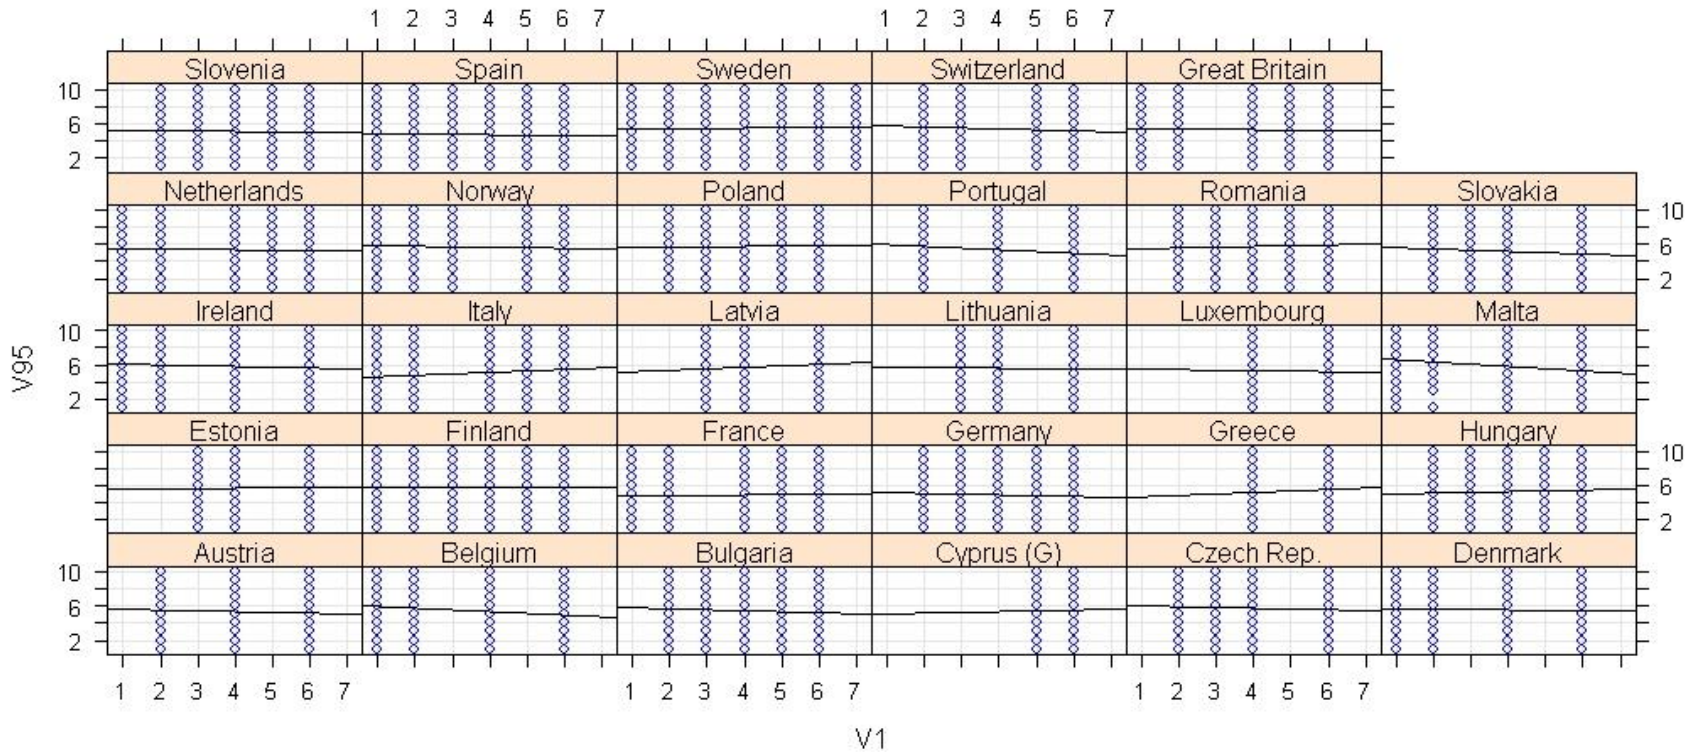 1 2 3 4 5 6 7 1 2 3 4 5 6 7
Slovenia Spain Sweden Switzerland Great Britain
10
6
2
Netherlands Norway Poland Portugal Romania Slovakia
10
6
2
Ireland Italy Latvia Lithuania Luxembourg Malta
10
6
2
V95
Estonia Finland France Germany Greece Hungary
10
6
2
Austria Belgium Bulgaria Cyprus (G) Czech Rep. Denmark
10
6
2
1 2 3 4 5 6 7 1 2 3 4 5 6 7 1 2 3 4 5 6 7
V1